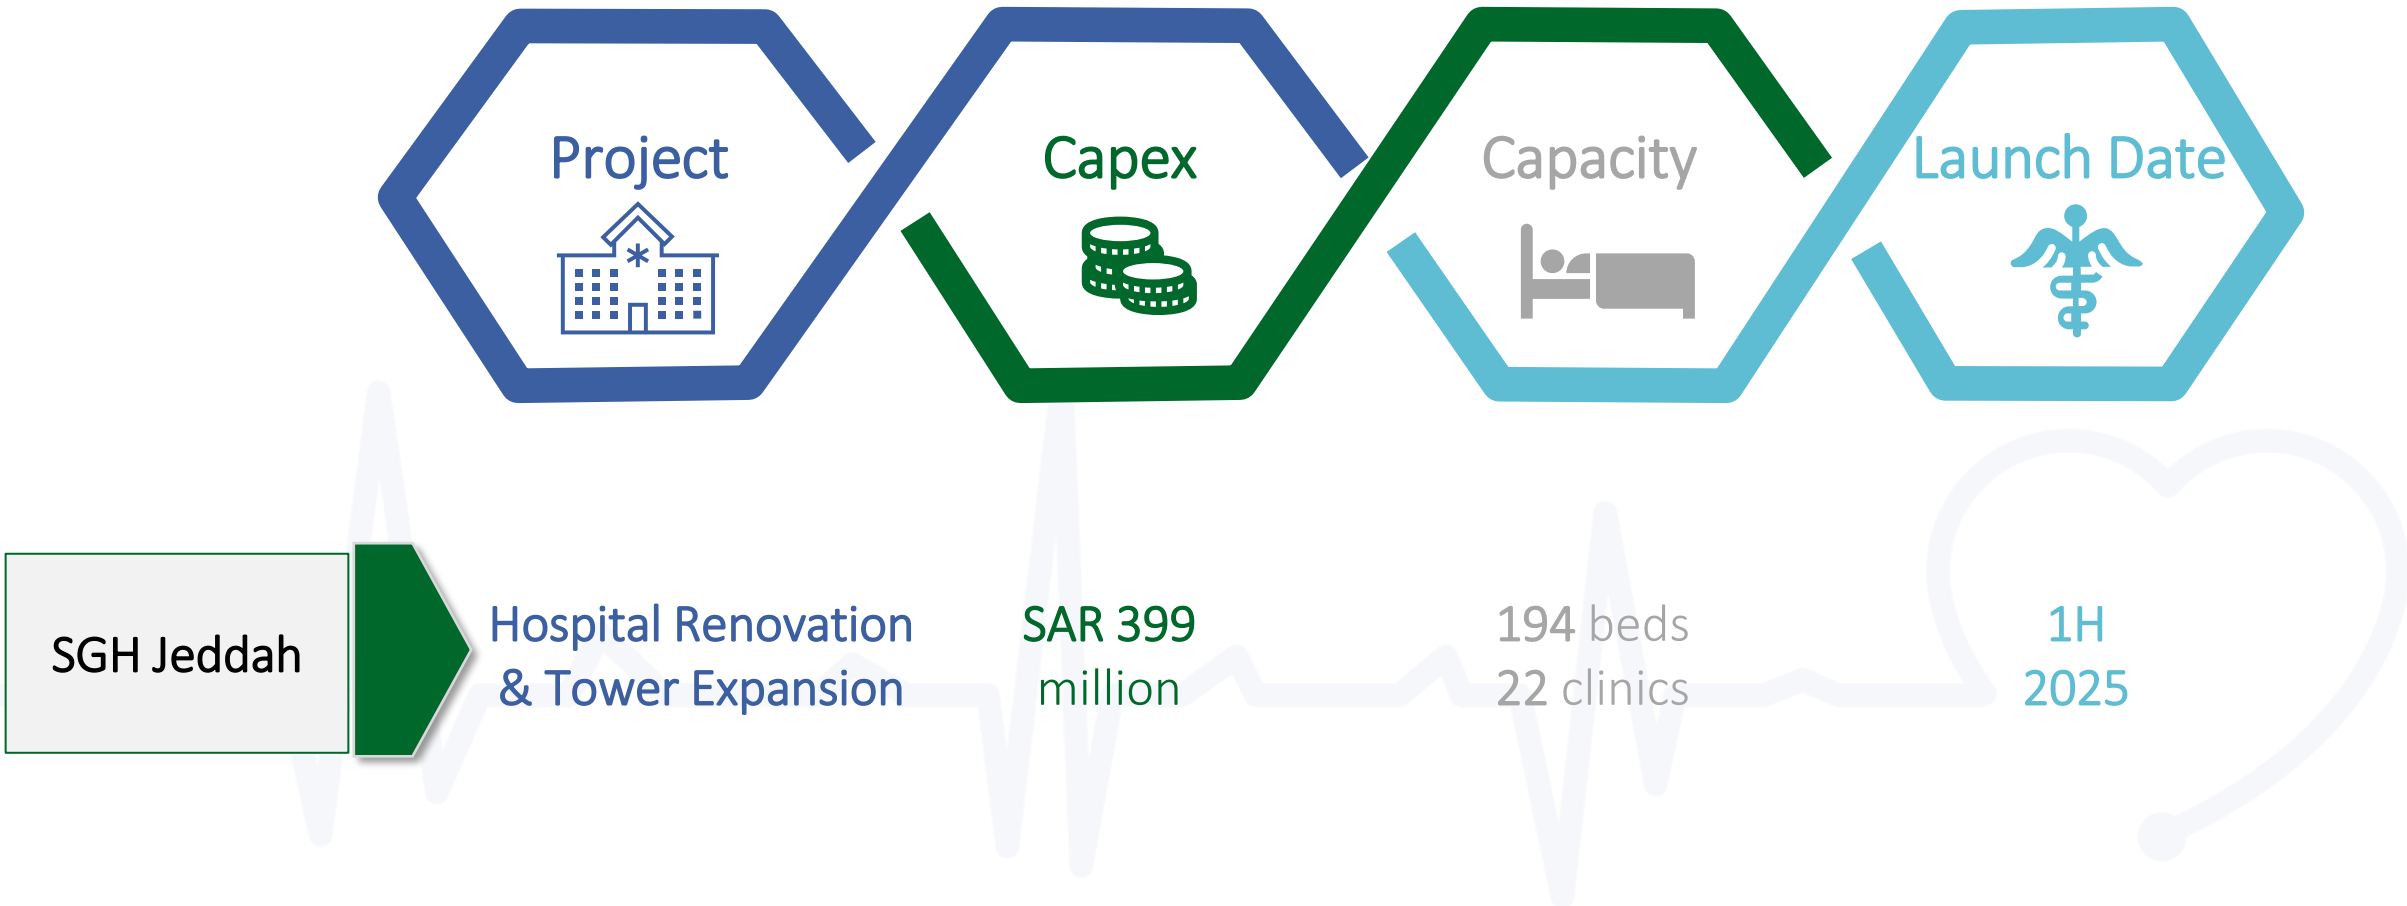 Project
Capex
Capacity
Launch Date
SGH Jeddah
Hospital Renovation
& Tower Expansion
SAR 399
million
194 beds
22 clinics
1H
2025